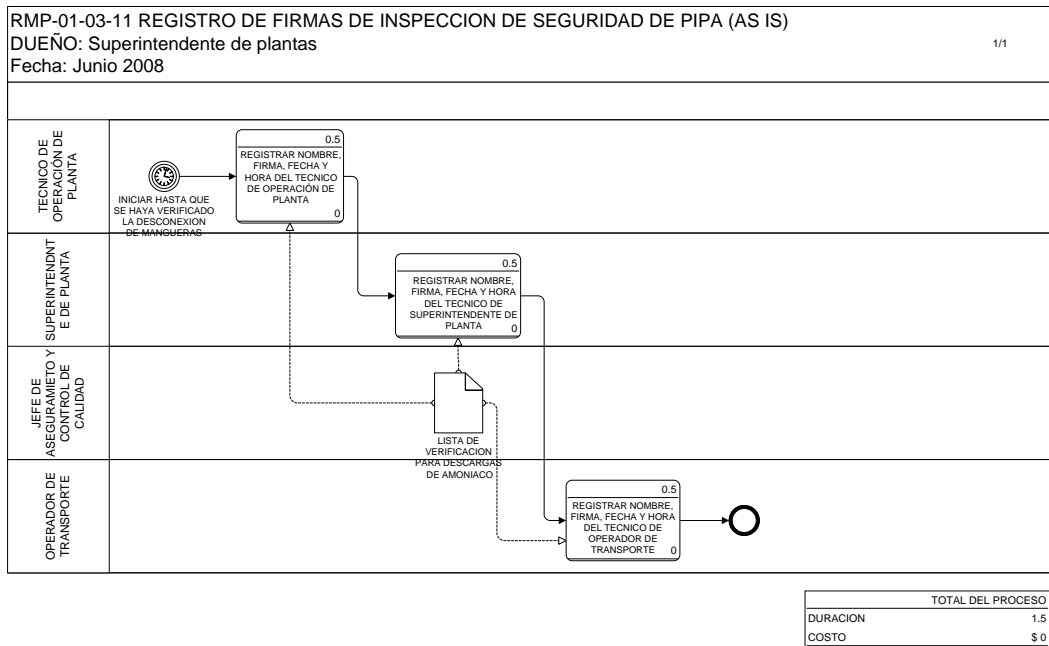 RMP-01-03-11 REGISTRO DE FIRMAS DE INSPECCION DE SEGURIDAD DE PIPA (AS IS)
DUEÑO: Superintendente de plantas
1/1
Fecha: Junio 2008
TECNICO DE
OPERACIÓN DE
PLANTA
INICIAR HASTA QUE
SE HAYA VERIFICADO
LA DESCONEXION
DE MANGUERAS
0.5
REGISTRAR NOMBRE,
FIRMA, FECHA Y
HORA DEL TECNICO
DE OPERACIÓN DE
PLANTA
0
SUPERINTENDNT
E DE PLANTA
0.5
REGISTRAR NOMBRE,
FIRMA, FECHA Y HORA
DEL TECNICO DE
SUPERINTENDENTE DE
PLANTA
0
JEFE DE
ASEGURAMIETO Y
CONTROL DE
CALIDAD
LISTA DE
VERIFICACION
PARA DESCARGAS
DE AMONIACO
OPERADOR DE
TRANSPORTE
0.5
REGISTRAR NOMBRE,
FIRMA, FECHA Y HORA
DEL TECNICO DE
OPERADOR DE
TRANSPORTE
0
TOTAL DEL PROCESO
DURACION 1.5
COSTO $ 0